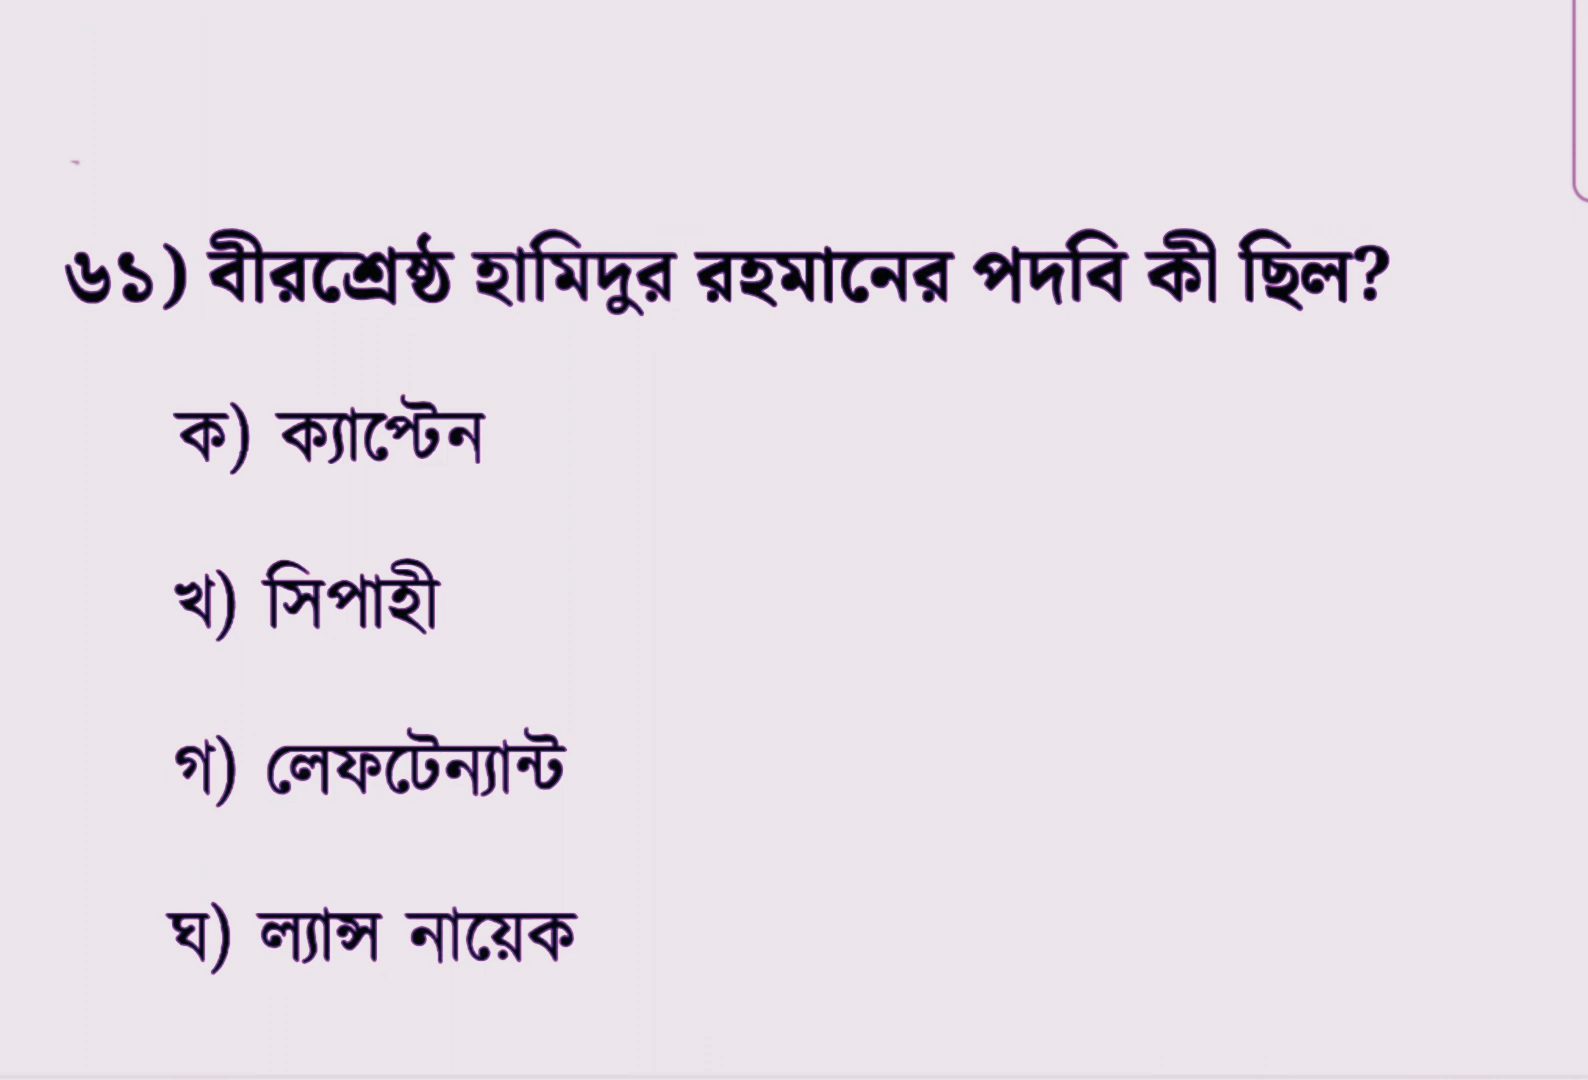 ৬১) বীরশ্রেষ্ঠ হামিদুর রহমানের পদবি কী ছিল?
ক) ক্যাপ্টেন
খ) সিপাহী
গ) লেফটেন্যান্ট
ঘ) ল্যান্স নায়েক